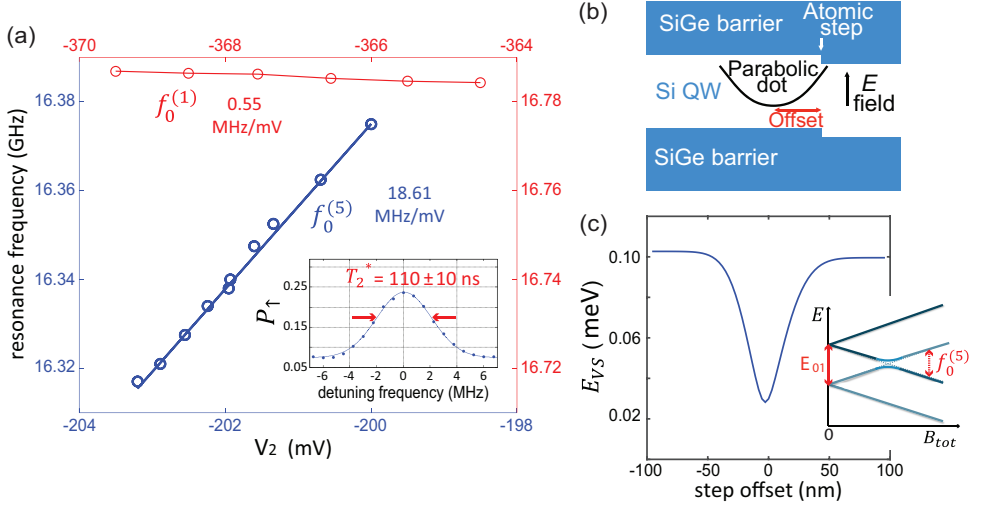 (a)
-370
-368
-366
-364
resonance frequency (GHz)
16.38
16.36
16.34
16.32
16.78
16.76
16.74
16.72
f₀⁽¹⁾
0.55
MHz/mV
f₀⁽⁵⁾
18.61
MHz/mV
T₂* = 110 ± 10 ns
P↑
0.25
0.15
0.05
-6 -4 -2 0 2 4 6
detuning frequency (MHz)
-204
-202
-200
-198
V₂ (mV)
(b)
SiGe barrier
Atomic
step
Si QW
Parabolic
dot
E
field
Offset
SiGe barrier
(c)
E_VS (meV)
0.10
0.06
0.02
E
E₀₁
f₀⁽⁵⁾
0
B_tot
-100
-50
0
50
100
step offset (nm)